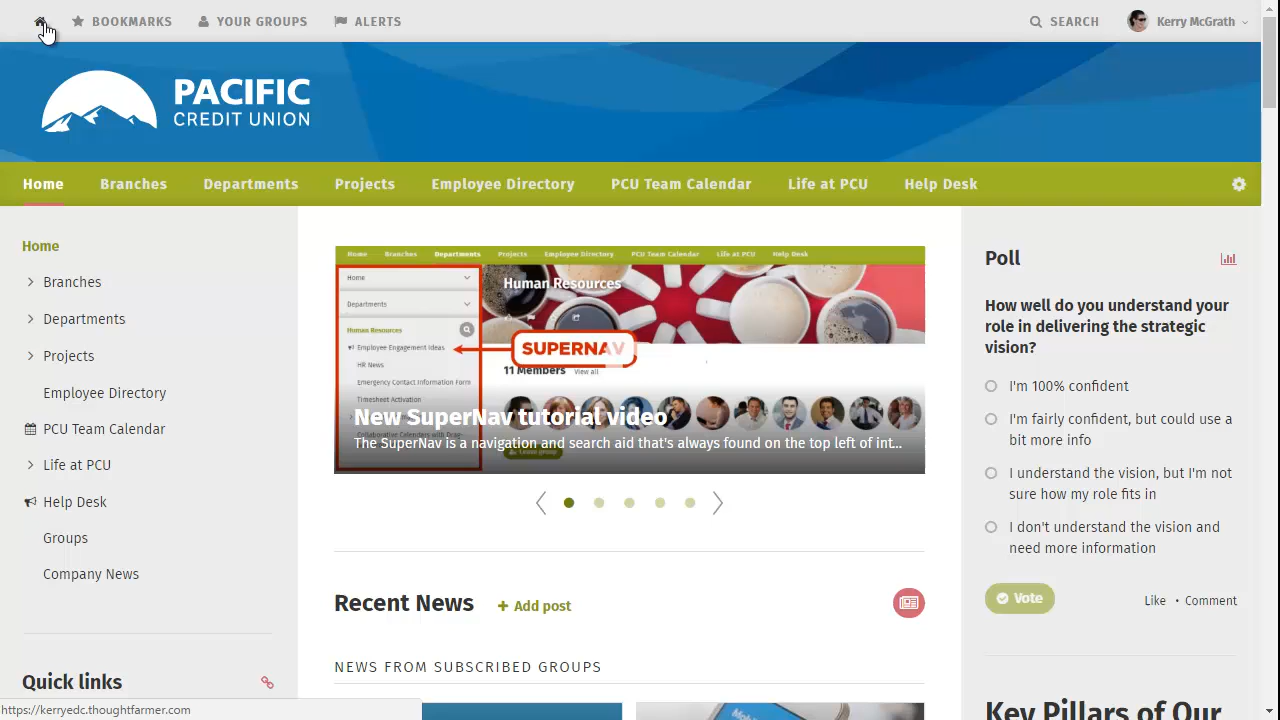 BOOKMARKS YOUR GROUPS ALERTS SEARCH Kerry McGrath
PACIFIC
CREDIT UNION
Home Branches Departments Projects Employee Directory PCU Team Calendar Life at PCU Help Desk
Home
Branches
Departments
Projects
Employee Directory
PCU Team Calendar
Life at PCU
Help Desk
Groups
Company News
Quick links
https://kerryedc.thoughtfarmer.com
Home Branches Departments Projects Employee Directory PCU Team Calendar Life at PCU Help Desk
Home
Departments
Human Resources
Employee Engagement Ideas
HR News
Emergency Contact Information Form
Timesheet Activation
Collaborative Calendars with Drag-
Human Resources
SUPERNAV
11 Members View all
Leave group
New SuperNav tutorial video
The SuperNav is a navigation and search aid that's always found on the top left of int...
Recent News + Add post
NEWS FROM SUBSCRIBED GROUPS
Poll
How well do you understand your
role in delivering the strategic
vision?
I'm 100% confident
I'm fairly confident, but could use a
bit more info
I understand the vision, but I'm not
sure how my role fits in
I don't understand the vision and
need more information
Vote Like • Comment
Key Pillars of Our